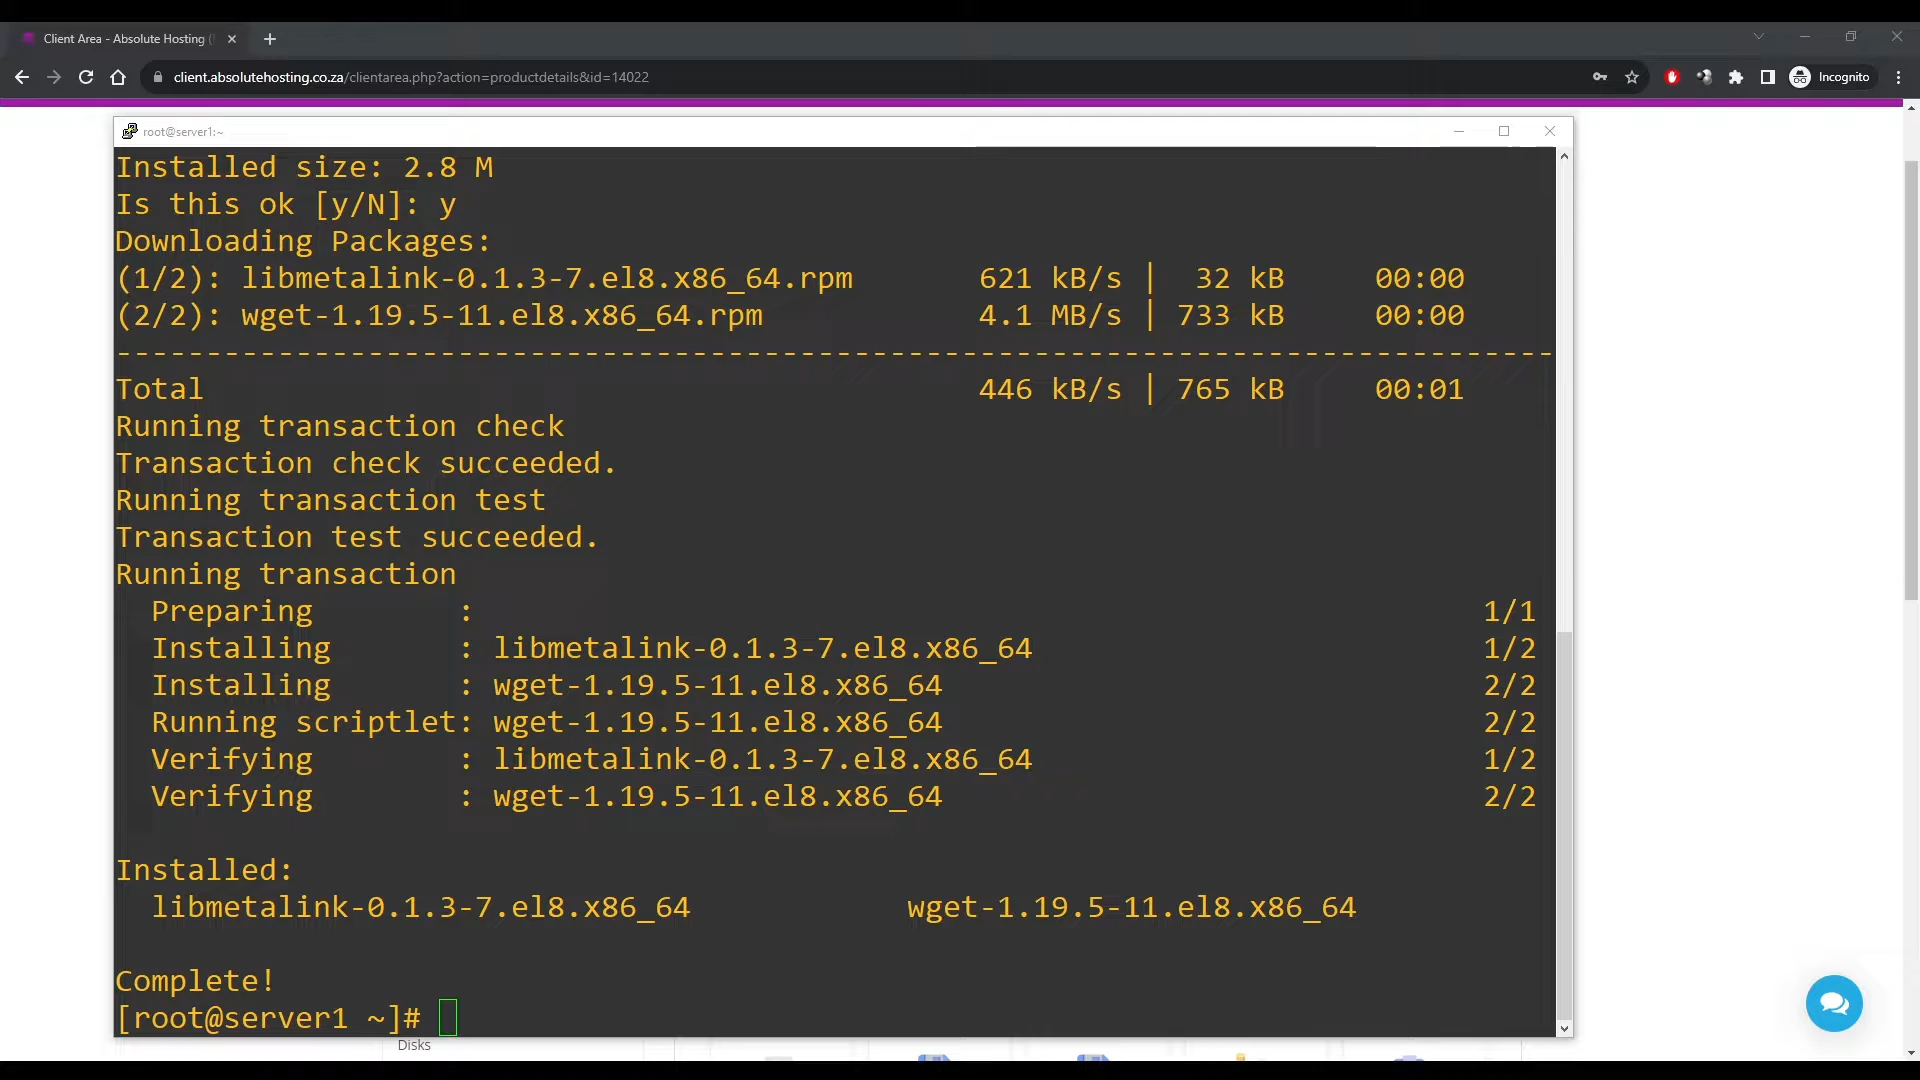 Client Area - Absolute Hosting (
client.absolutehosting.co.za/clientarea.php?action=productdetails&id=14022
Incognito
root@server1:~
Installed size: 2.8 M
Is this ok [y/N]: y
Downloading Packages:
(1/2): libmetalink-0.1.3-7.el8.x86_64.rpm 621 kB/s | 32 kB 00:00
(2/2): wget-1.19.5-11.el8.x86_64.rpm 4.1 MB/s | 733 kB 00:00
--------------------------------------------------------------------------------
Total 446 kB/s | 765 kB 00:01
Running transaction check
Transaction check succeeded.
Running transaction test
Transaction test succeeded.
Running transaction
Preparing : 1/1
Installing : libmetalink-0.1.3-7.el8.x86_64 1/2
Installing : wget-1.19.5-11.el8.x86_64 2/2
Running scriptlet: wget-1.19.5-11.el8.x86_64 2/2
Verifying : libmetalink-0.1.3-7.el8.x86_64 1/2
Verifying : wget-1.19.5-11.el8.x86_64 2/2
Installed:
libmetalink-0.1.3-7.el8.x86_64 wget-1.19.5-11.el8.x86_64
Complete!
[root@server1 ~]#
Disks